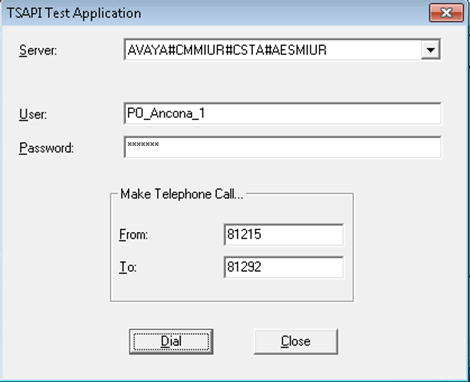 TSAPI Test Application
Server: AVAYA#CMMIUR#CSTA#AESMIUR
User: PO_Ancona_1
Password: *******
Make Telephone Call...
From: 81215
To: 81292
Dial Close